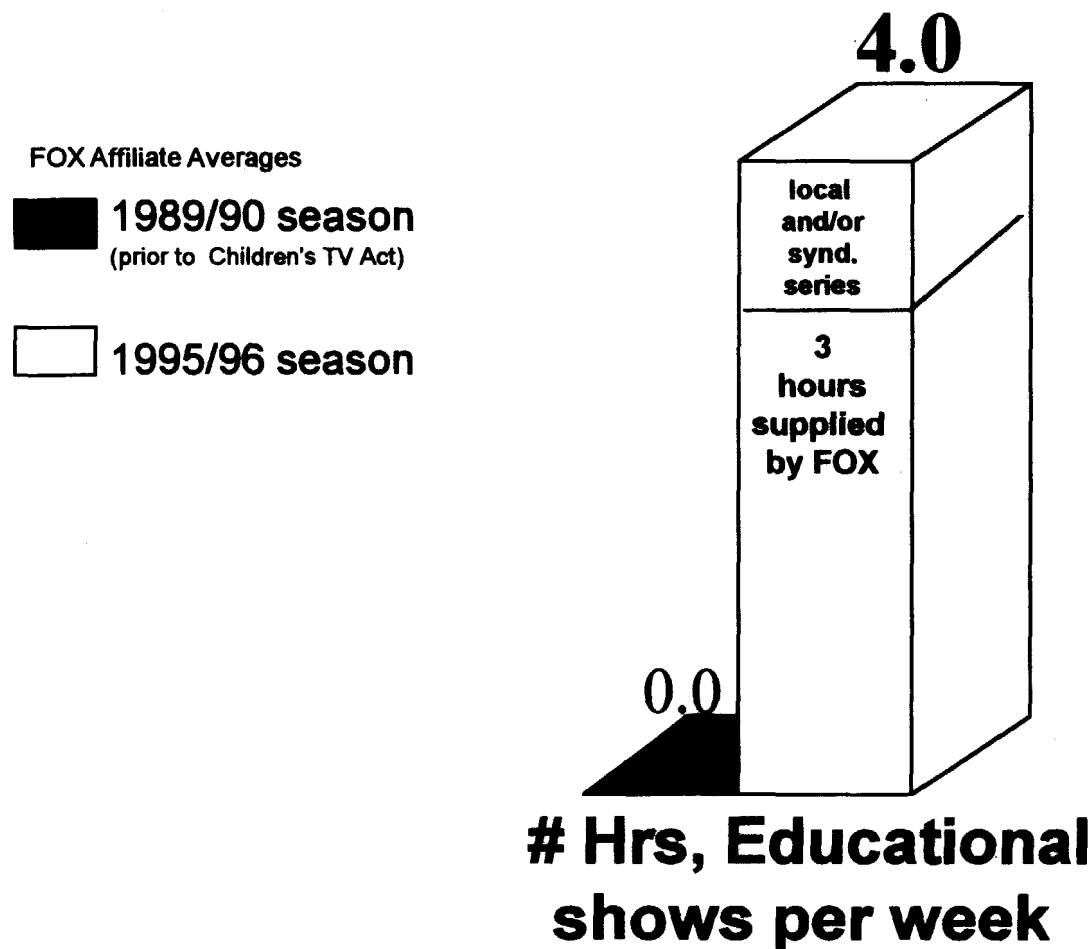 FOX Affiliate Averages
1989/90 season
(prior to Children's TV Act)
1995/96 season
4.0
local
and/or
synd.
series
3
hours
supplied
by FOX
0.0
# Hrs, Educational
shows per week